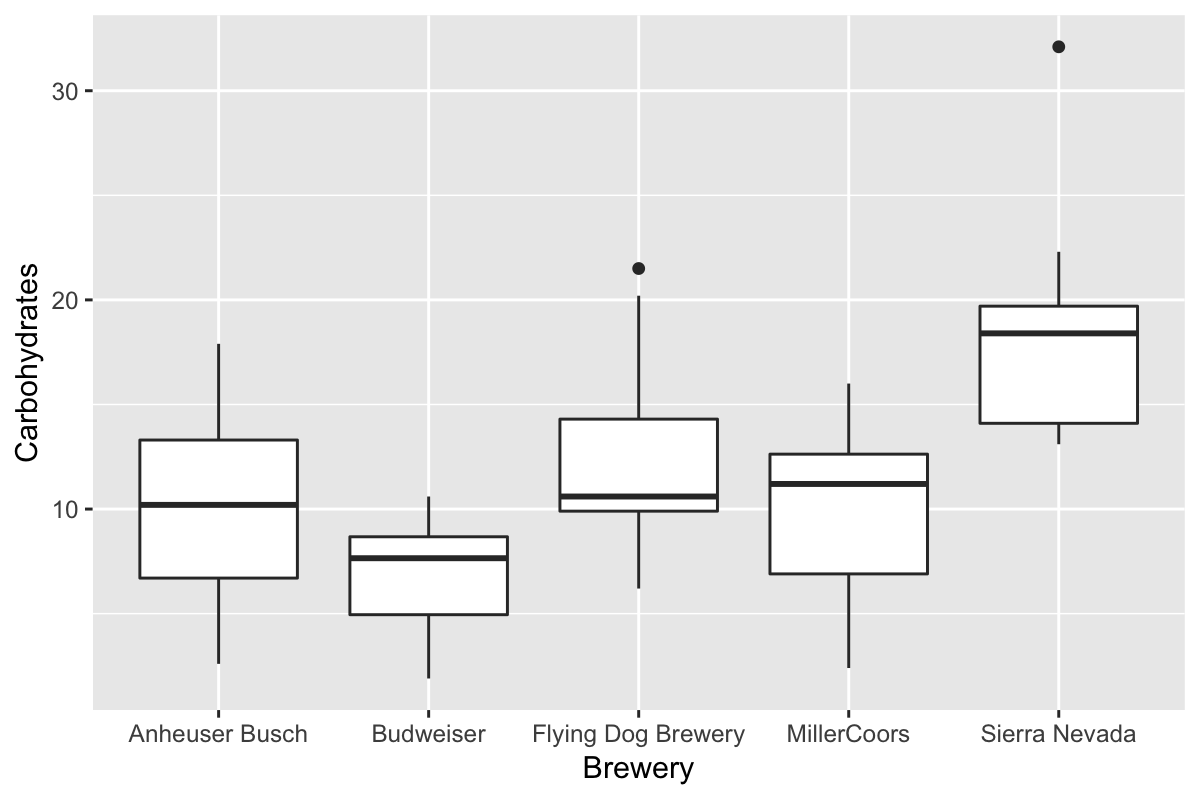 Carbohydrates
30
20
10
Anheuser Busch
Budweiser
Flying Dog Brewery
MillerCoors
Sierra Nevada
Brewery